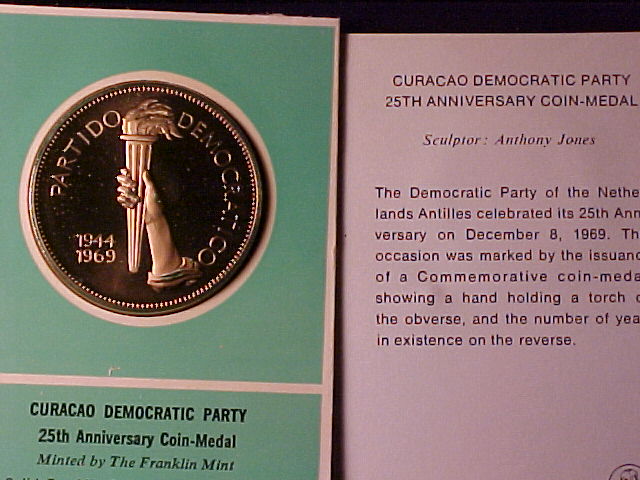 PARTIDO DEMOCRATICO
1944
1969
CURACAO DEMOCRATIC PARTY
25th Anniversary Coin-Medal
Minted by The Franklin Mint
CURACAO DEMOCRATIC PARTY
25TH ANNIVERSARY COIN-MEDAL
Sculptor: Anthony Jones
The Democratic Party of the Nethe
lands Antilles celebrated its 25th Ann
versary on December 8, 1969. Th
occasion was marked by the issuanc
of a Commemorative coin-meda
showing a hand holding a torch o
the obverse, and the number of yea
in existence on the reverse.